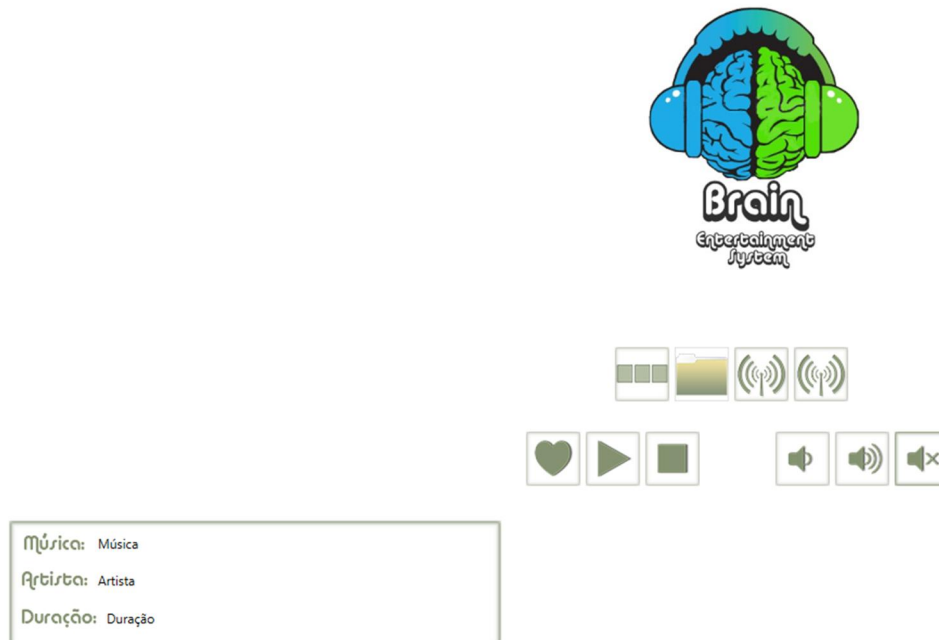 Brain
Entertainment
System
Música: Música
Artista: Artista
Duração: Duração